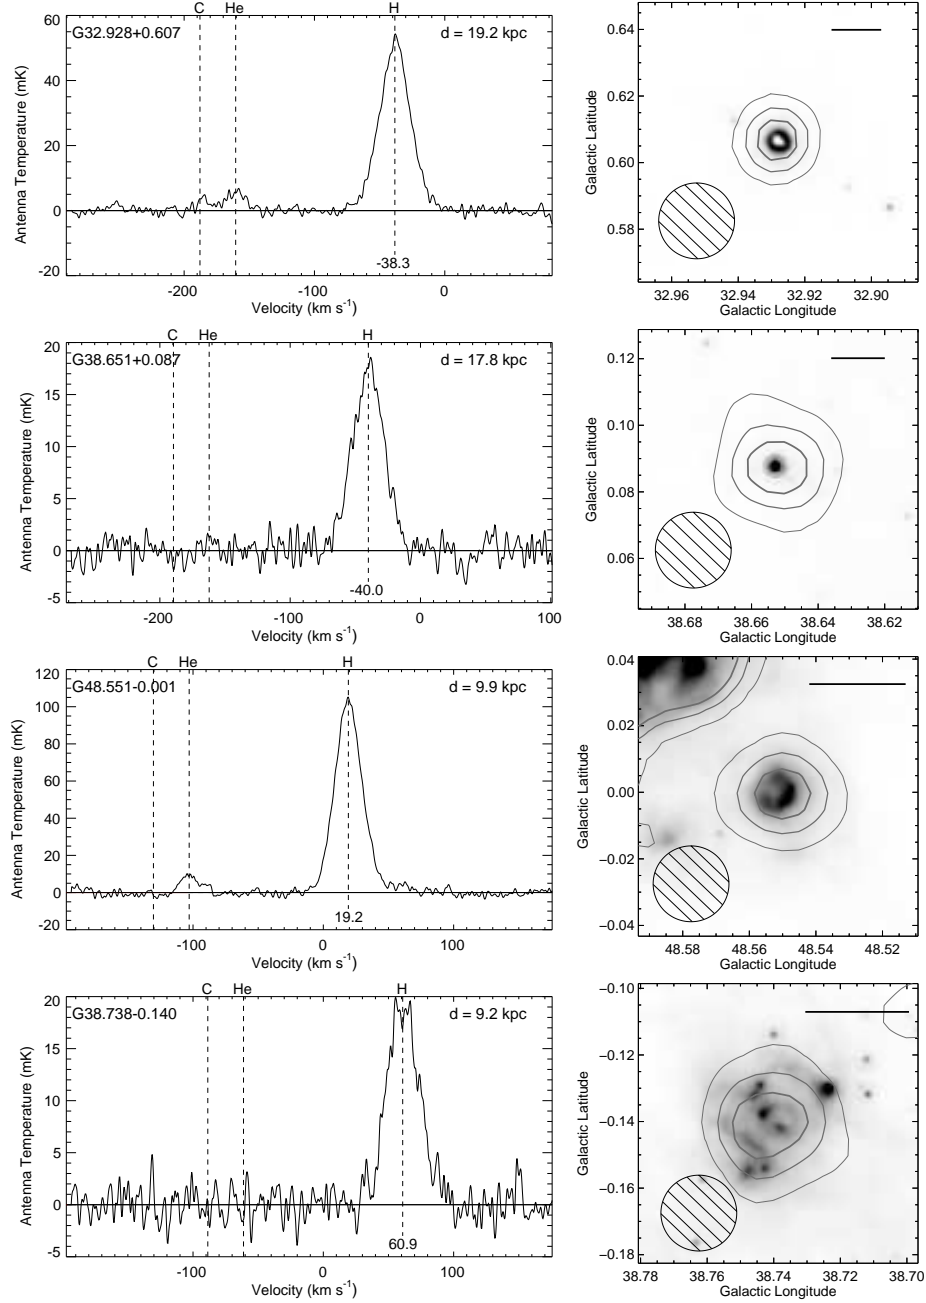 C He H
G32.928+0.607 d = 19.2 kpc
60
40
20
0
-20
Antenna Temperature (mK)
-38.3
-200 -100 0
Velocity (km s⁻¹)
0.64
0.62
0.60
0.58
Galactic Latitude
32.96 32.94 32.92 32.90
Galactic Longitude
C He H
G38.651+0.087 d = 17.8 kpc
20
15
10
5
0
-5
Antenna Temperature (mK)
-40.0
-200 -100 0 100
Velocity (km s⁻¹)
0.12
0.10
0.08
0.06
Galactic Latitude
38.68 38.66 38.64 38.62
Galactic Longitude
C He H
G48.551-0.001 d = 9.9 kpc
120
100
80
60
40
20
0
-20
Antenna Temperature (mK)
19.2
-100 0 100
Velocity (km s⁻¹)
0.04
0.02
0.00
−0.02
−0.04
Galactic Latitude
48.58 48.56 48.54 48.52
Galactic Longitude
C He H
G38.738-0.140 d = 9.2 kpc
20
15
10
5
0
-5
Antenna Temperature (mK)
60.9
-100 0 100
Velocity (km s⁻¹)
−0.10
−0.12
−0.14
−0.16
−0.18
Galactic Latitude
38.78 38.76 38.74 38.72 38.70
Galactic Longitude